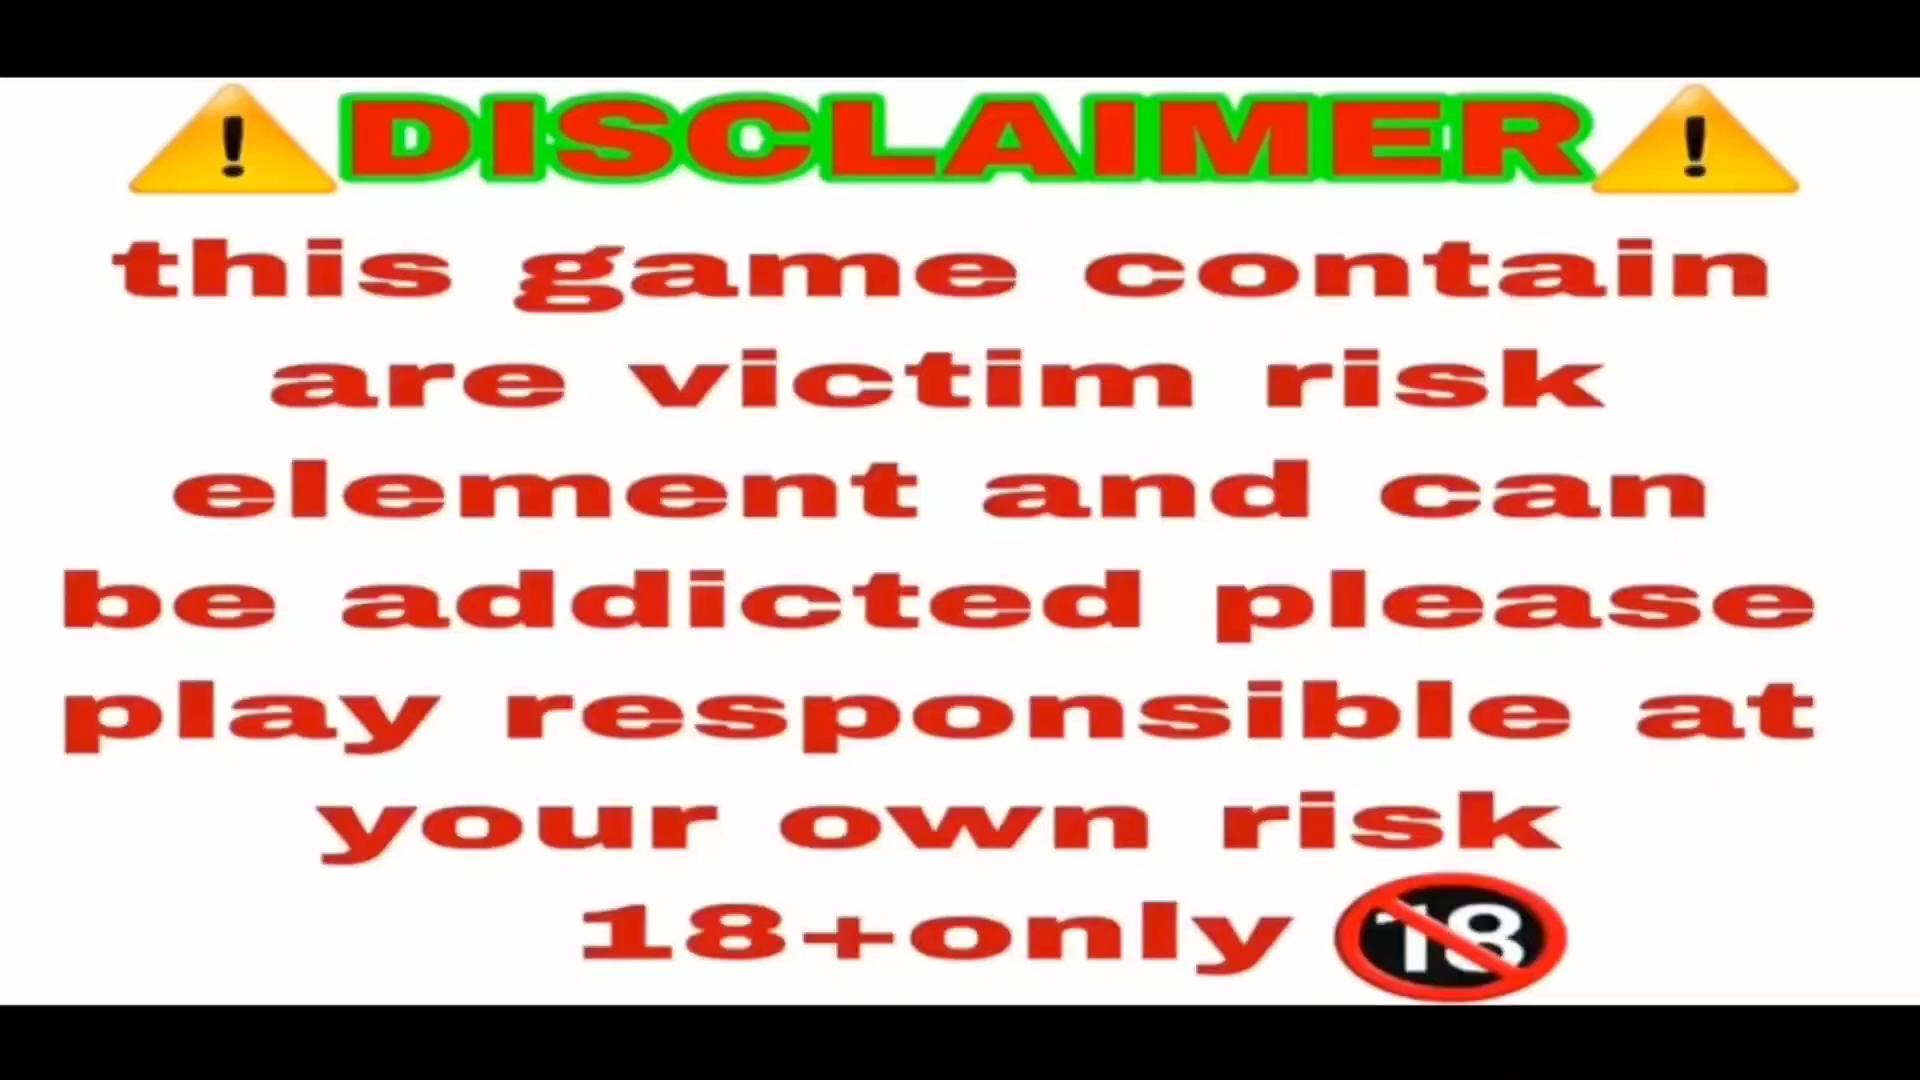 ⚠️DISCLAIMER⚠️
this game contain
are victim risk
element and can
be addicted please
play responsible at
your own risk
18+only 🔞